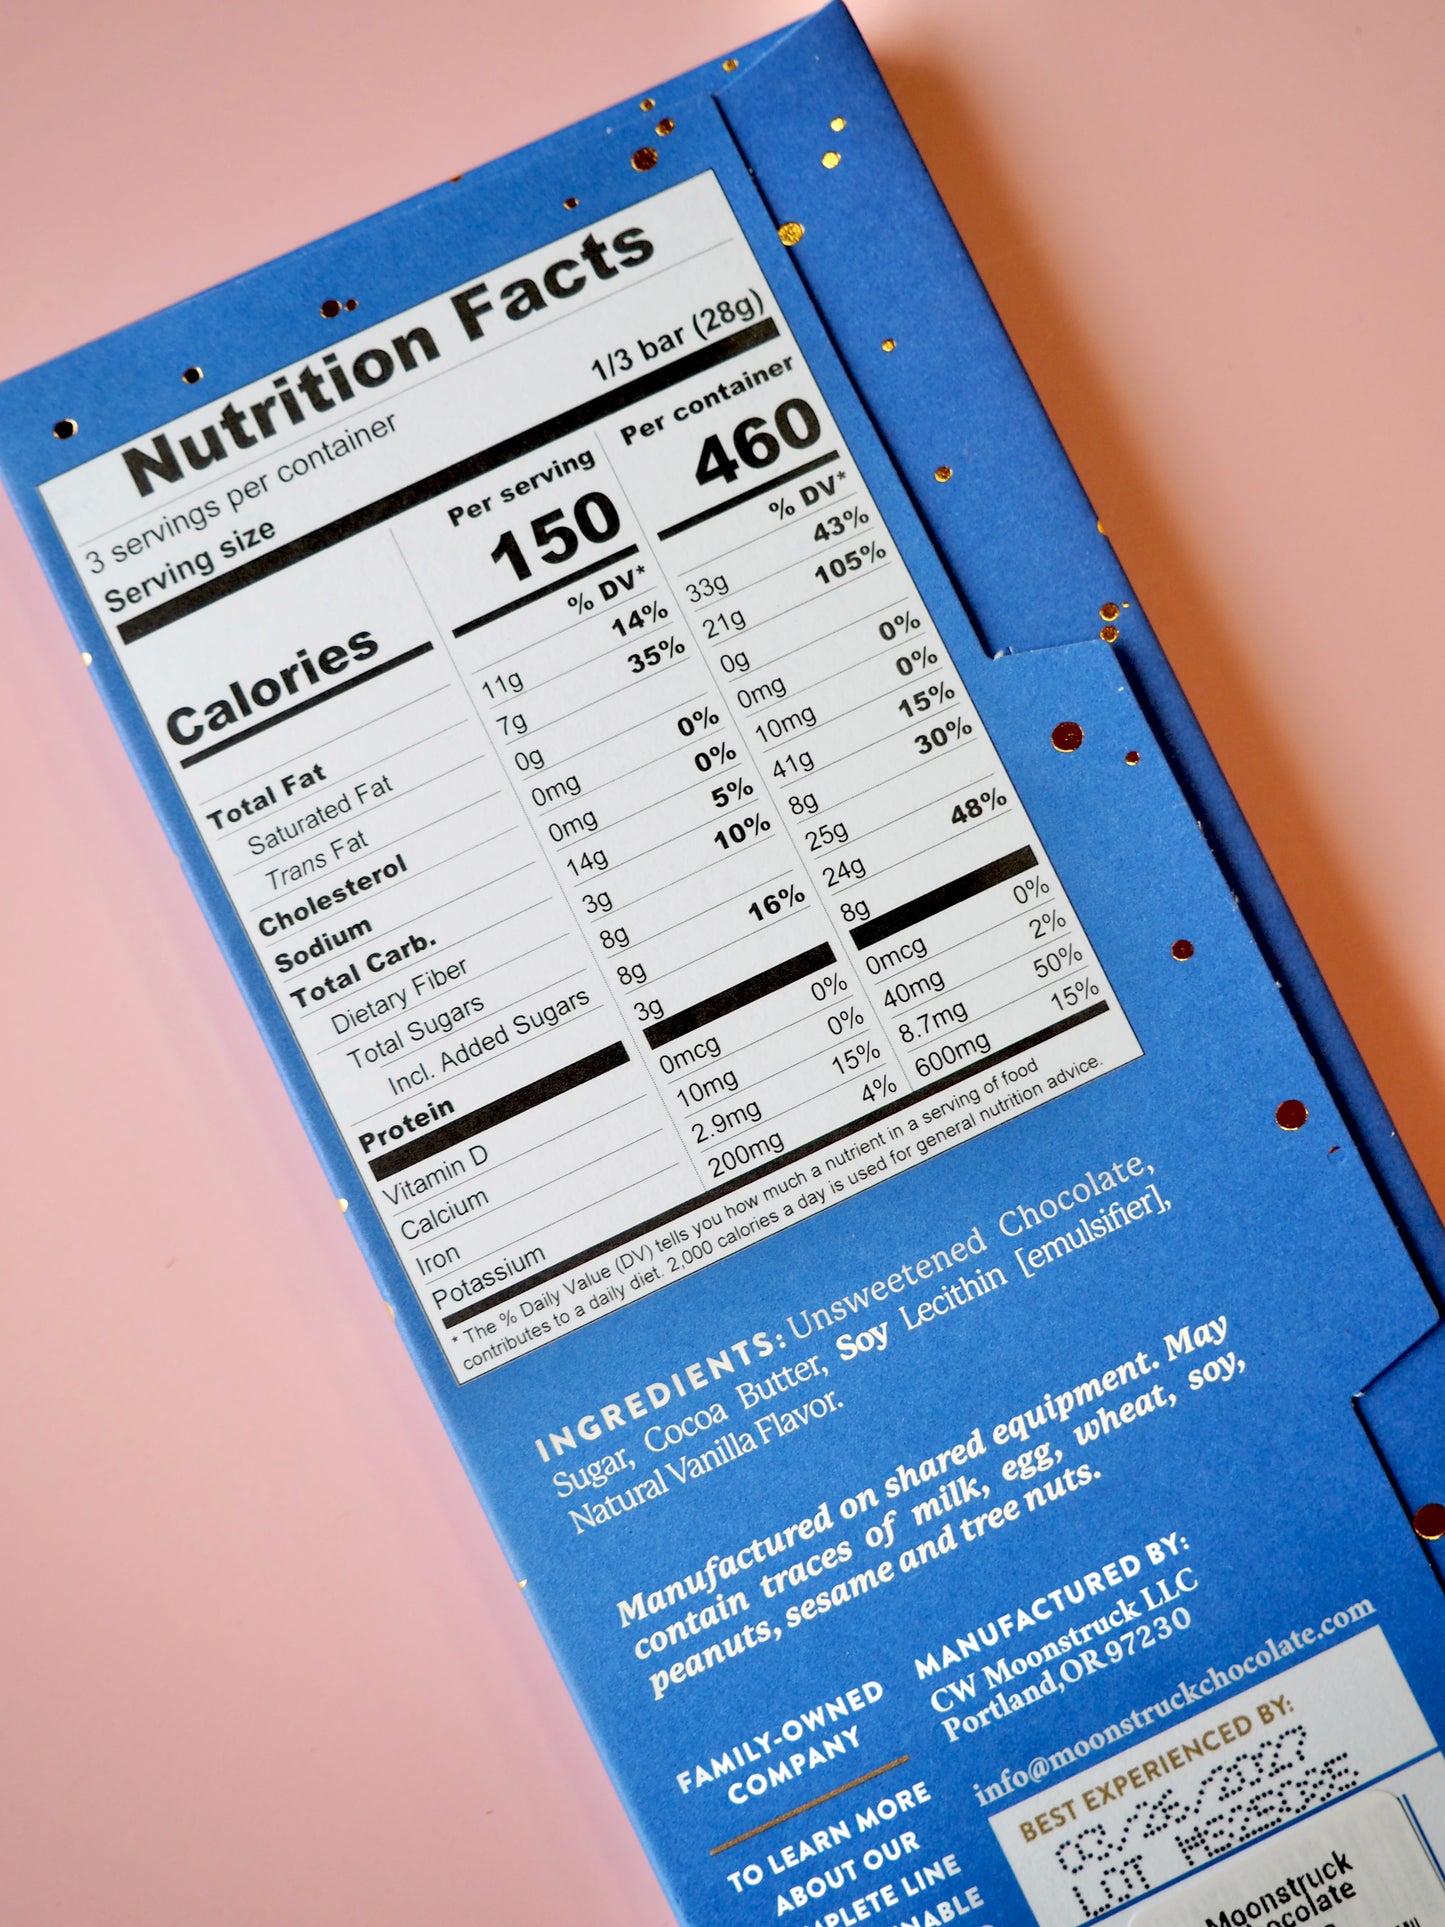 Nutrition Facts
3 servings per container
Serving size 1/3 bar (28g)
Calories Per serving 150 Per container 460
% DV* % DV*
Total Fat 11g 14% 33g 43%
Saturated Fat 7g 35% 21g 105%
Trans Fat 0g 0g
Cholesterol 0mg 0% 0mg 0%
Sodium 0mg 0% 10mg 0%
Total Carb. 14g 5% 41g 15%
Dietary Fiber 3g 10% 8g 30%
Total Sugars 8g 25g
Incl. Added Sugars 8g 16% 24g 48%
Protein 3g 8g
Vitamin D 0mcg 0% 0mcg 0%
Calcium 10mg 0% 40mg 2%
Iron 2.9mg 15% 8.7mg 50%
Potassium 200mg 4% 600mg 15%
* The % Daily Value (DV) tells you how much a nutrient in a serving of food
contributes to a daily diet. 2,000 calories a day is used for general nutrition advice.
INGREDIENTS: Unsweetened Chocolate,
Sugar, Cocoa Butter, Soy Lecithin [emulsifier],
Natural Vanilla Flavor.
Manufactured on shared equipment. May
contain traces of milk, egg, wheat, soy,
peanuts, sesame and tree nuts.
FAMILY-OWNED
COMPANY
TO LEARN MORE
ABOUT OUR
LINE
MANUFACTURED BY:
CW Moonstruck LLC
Portland,OR 97230
info@moonstruckchocolate.com
BEST EXPERIENCED BY:
LOT
Moonstruck